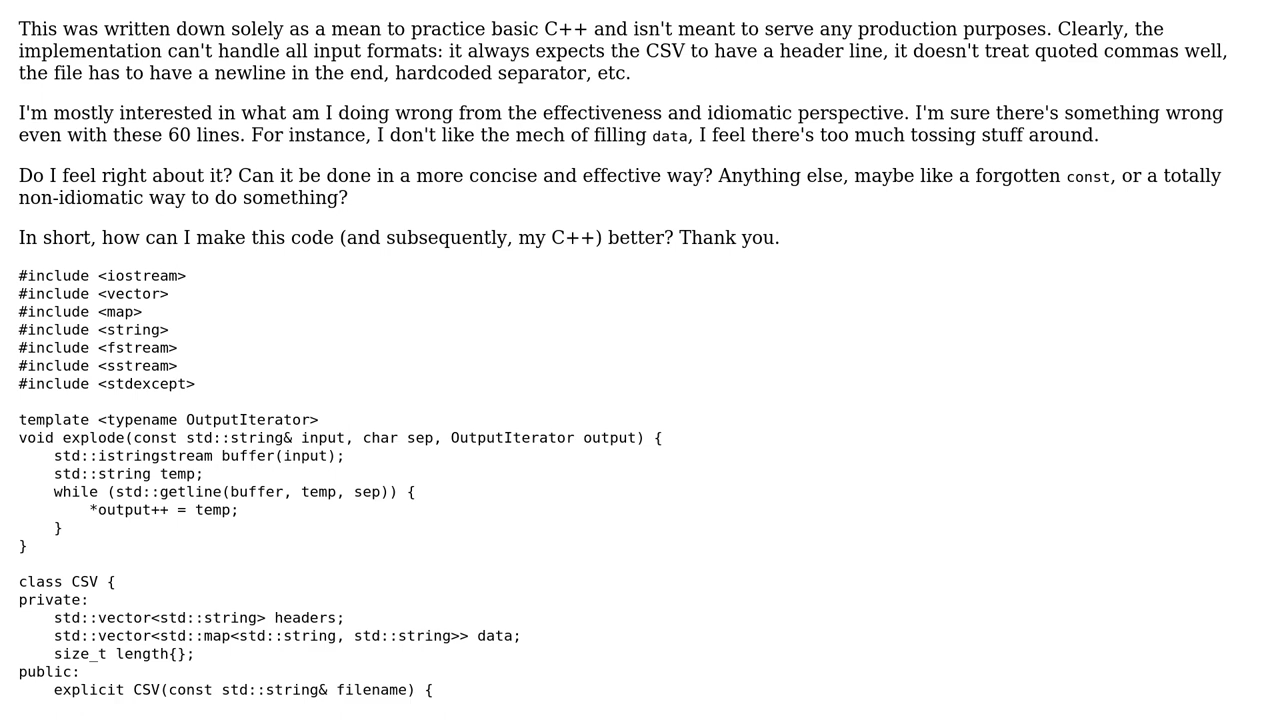 This was written down solely as a mean to practice basic C++ and isn't meant to serve any production purposes. Clearly, the
implementation can't handle all input formats: it always expects the CSV to have a header line, it doesn't treat quoted commas well,
the file has to have a newline in the end, hardcoded separator, etc.
I'm mostly interested in what am I doing wrong from the effectiveness and idiomatic perspective. I'm sure there's something wrong
even with these 60 lines. For instance, I don't like the mech of filling data, I feel there's too much tossing stuff around.
Do I feel right about it? Can it be done in a more concise and effective way? Anything else, maybe like a forgotten const, or a totally
non-idiomatic way to do something?
In short, how can I make this code (and subsequently, my C++) better? Thank you.
#include <iostream>
#include <vector>
#include <map>
#include <string>
#include <fstream>
#include <sstream>
#include <stdexcept>
template <typename OutputIterator>
void explode(const std::string& input, char sep, OutputIterator output) {
    std::istringstream buffer(input);
    std::string temp;
    while (std::getline(buffer, temp, sep)) {
        *output++ = temp;
    }
}
class CSV {
private:
    std::vector<std::string> headers;
    std::vector<std::map<std::string, std::string>> data;
    size_t length{};
public:
    explicit CSV(const std::string& filename) {